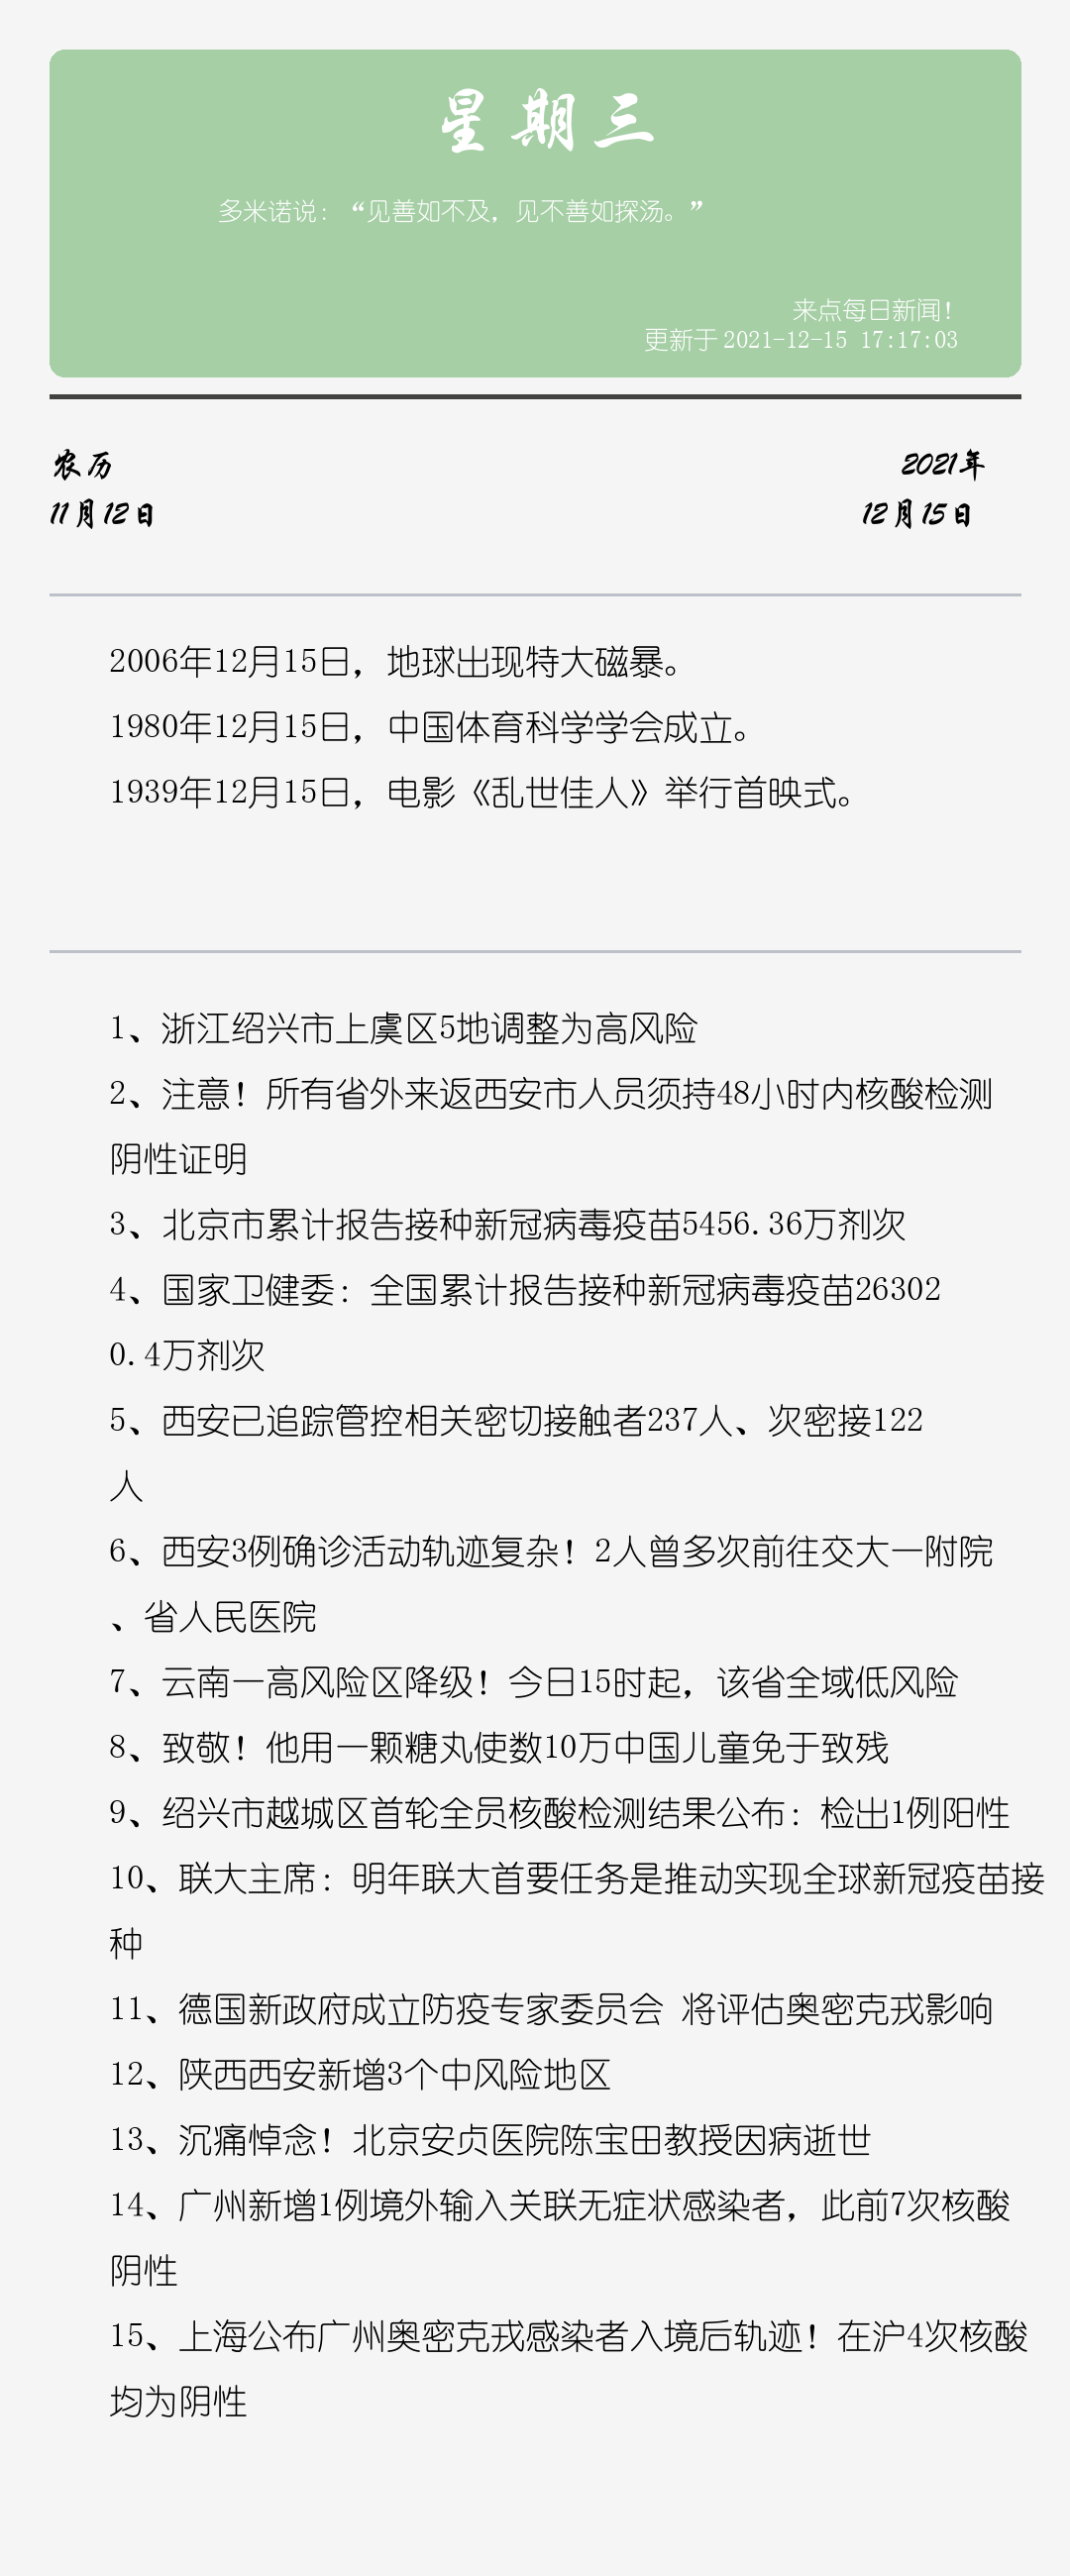 星期三
多米诺说：“见善如不及，见不善如探汤。”
来点每日新闻！
更新于 2021-12-15 17:17:03
农历
2021年
11月12日
12月15日
2006年12月15日，地球出现特大磁暴。
1980年12月15日，中国体育科学学会成立。
1939年12月15日，电影《乱世佳人》举行首映式。
1、浙江绍兴市上虞区5地调整为高风险
2、注意！所有省外来返西安市人员须持48小时内核酸检测
阴性证明
3、北京市累计报告接种新冠病毒疫苗5456.36万剂次
4、国家卫健委：全国累计报告接种新冠病毒疫苗26302
0.4万剂次
5、西安已追踪管控相关密切接触者237人、次密接122
人
6、西安3例确诊活动轨迹复杂！2人曾多次前往交大一附院
、省人民医院
7、云南一高风险区降级！今日15时起，该省全域低风险
8、致敬！他用一颗糖丸使数10万中国儿童免于致残
9、绍兴市越城区首轮全员核酸检测结果公布：检出1例阳性
10、联大主席：明年联大首要任务是推动实现全球新冠疫苗接
种
11、德国新政府成立防疫专家委员会 将评估奥密克戎影响
12、陕西西安新增3个中风险地区
13、沉痛悼念！北京安贞医院陈宝田教授因病逝世
14、广州新增1例境外输入关联无症状感染者，此前7次核酸
阴性
15、上海公布广州奥密克戎感染者入境后轨迹！在沪4次核酸
均为阴性